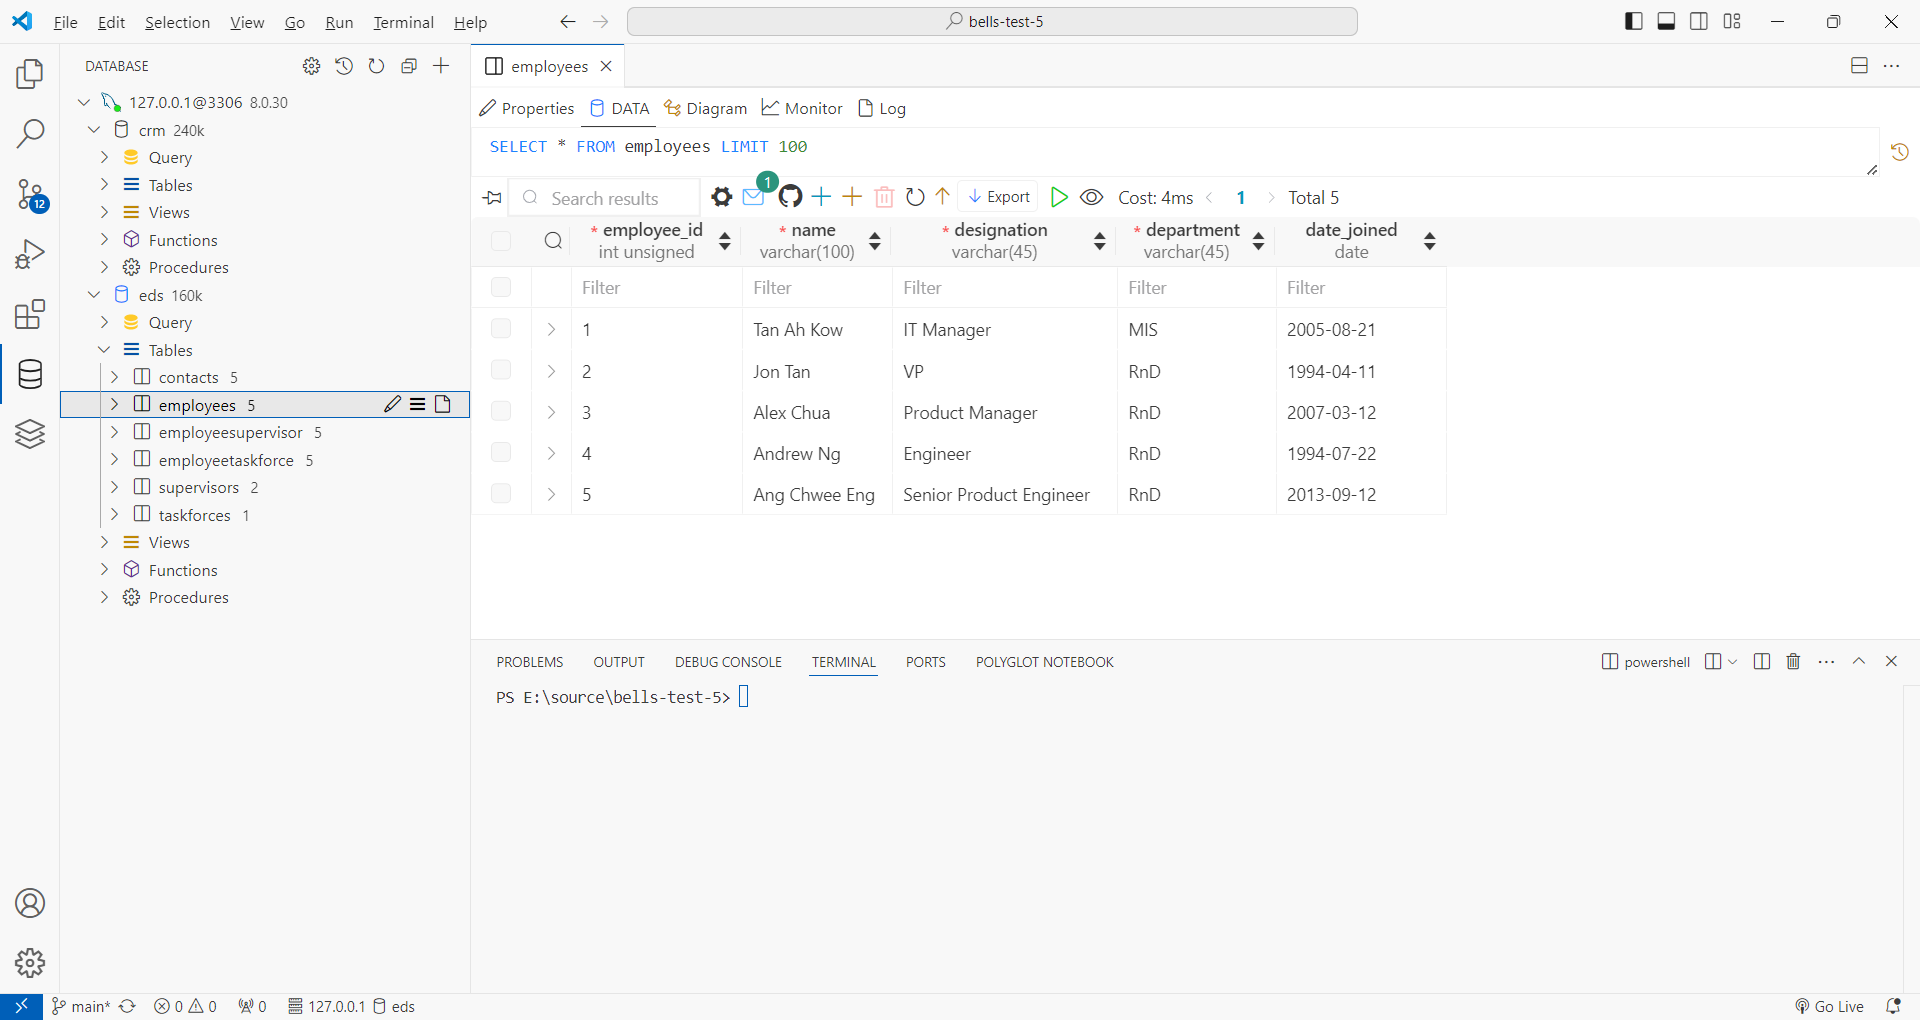 File Edit Selection View Go Run Terminal Help bells-test-5
DATABASE
127.0.0.1@3306 8.0.30
crm 240k
Query
Tables
Views
Functions
Procedures
eds 160k
Query
Tables
contacts 5
employees 5
employeesupervisor 5
employeetaskforce 5
supervisors 2
taskforces 1
Views
Functions
Procedures
12
employees
Properties DATA Diagram Monitor Log
SELECT * FROM employees LIMIT 100
Search results 1 Export Cost: 4ms 1 Total 5
* employee_id * name * designation * department date_joined
int unsigned varchar(100) varchar(45) varchar(45) date
Filter Filter Filter Filter Filter
1 Tan Ah Kow IT Manager MIS 2005-08-21
2 Jon Tan VP RnD 1994-04-11
3 Alex Chua Product Manager RnD 2007-03-12
4 Andrew Ng Engineer RnD 1994-07-22
5 Ang Chwee Eng Senior Product Engineer RnD 2013-09-12
PROBLEMS OUTPUT DEBUG CONSOLE TERMINAL PORTS POLYGLOT NOTEBOOK powershell
PS E:\source\bells-test-5>
main* 0 0 0 127.0.0.1 eds Go Live